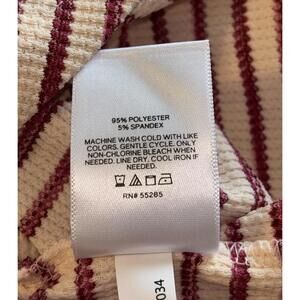 95% POLYESTER
5% SPANDEX
MACHINE WASH COLD WITH LIKE
COLORS. GENTLE CYCLE. ONLY
NON-CHLORINE BLEACH WHEN
NEEDED. LINE DRY. COOL IRON IF
NEEDED.
RN# 55285
034